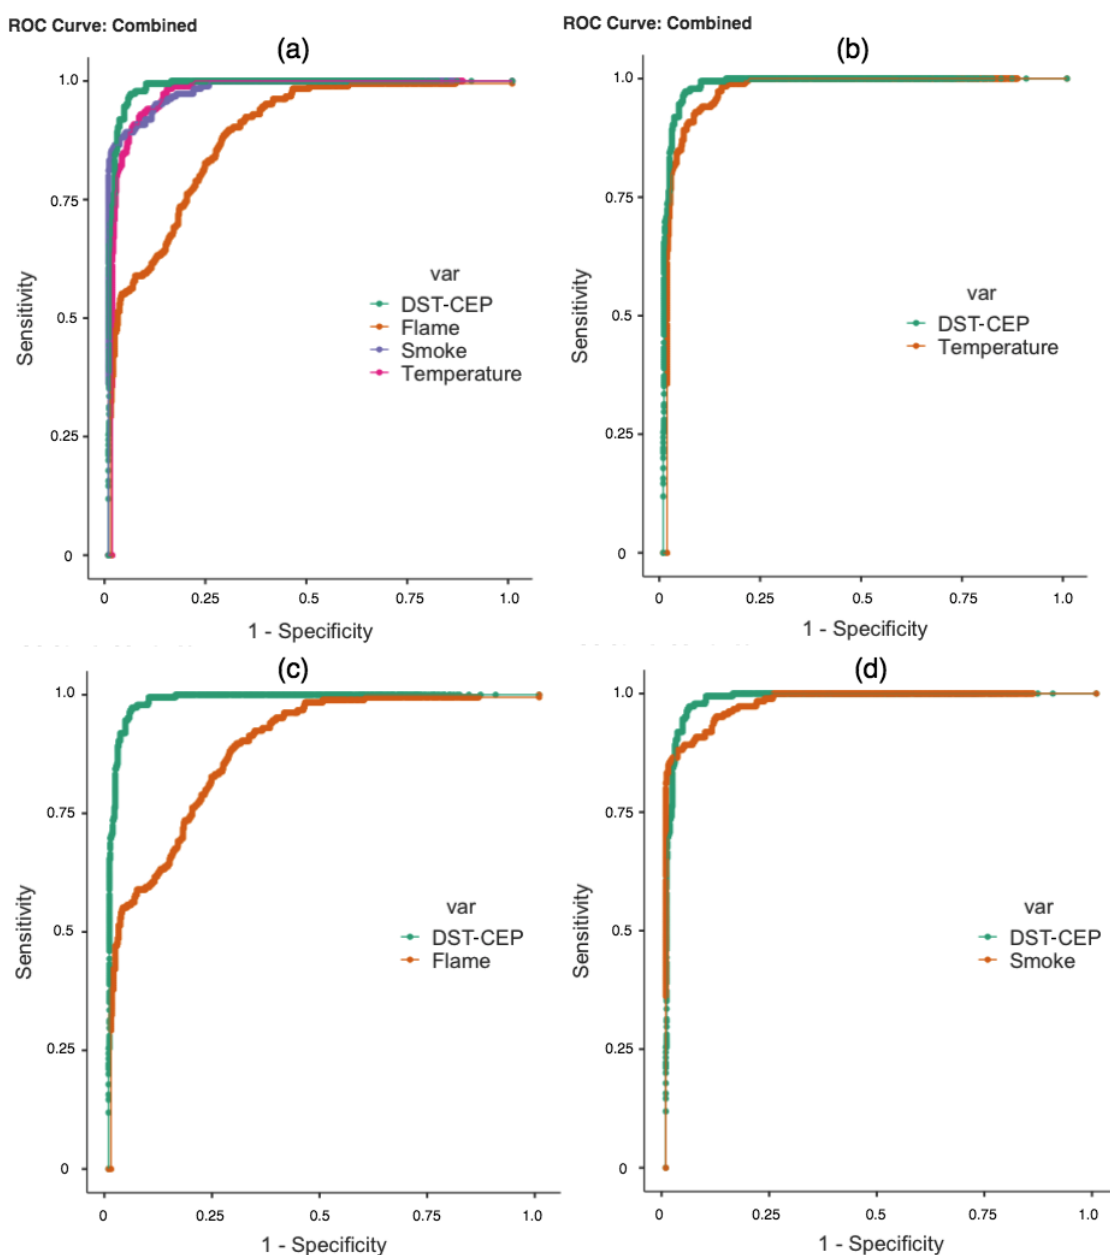 ROC Curve: Combined
(a)
1.0
0.75
0.5
0.25
0
Sensitivity
var
DST-CEP
Flame
Smoke
Temperature
0 0.25 0.5 0.75 1.0
1 - Specificity
ROC Curve: Combined
(b)
1.0
0.75
0.5
0.25
0
Sensitivity
var
DST-CEP
Temperature
0 0.25 0.5 0.75 1.0
1 - Specificity
(c)
1.0
0.75
0.5
0.25
0
Sensitivity
var
DST-CEP
Flame
0 0.25 0.5 0.75 1.0
1 - Specificity
(d)
1.0
0.75
0.5
0.25
0
Sensitivity
var
DST-CEP
Smoke
0 0.25 0.5 0.75 1.0
1 - Specificity